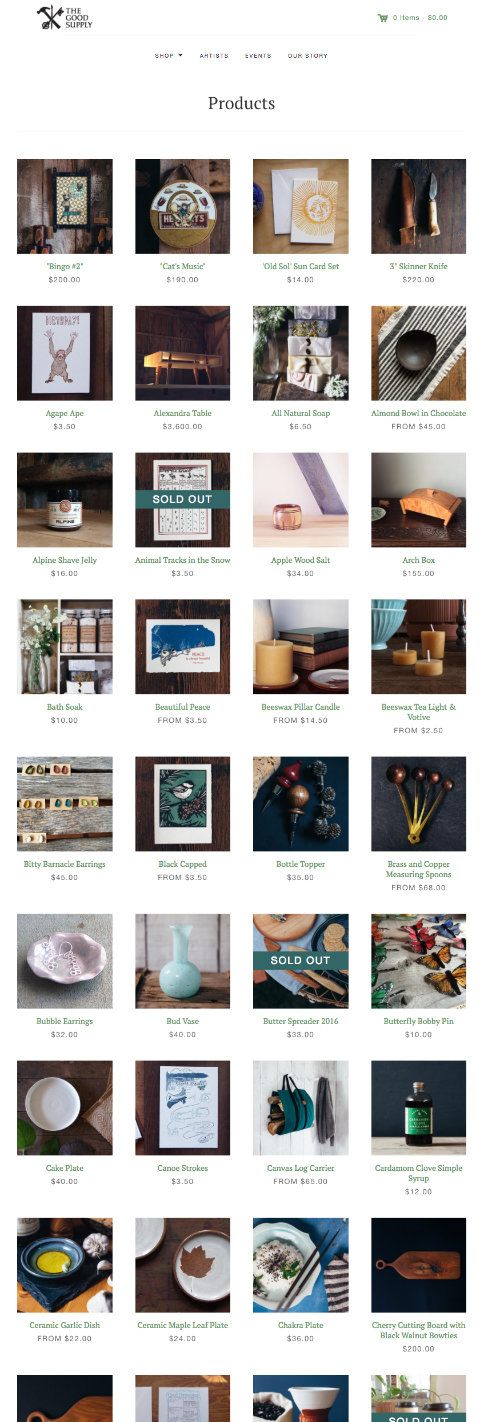 THE
GOOD
SUPPLY
0 Items - $0.00
SHOP ARTISTS EVENTS OUR STORY
Products
"Bingo #2"
$200.00
"Cat's Music"
$190.00
'Old Sol' Sun Card Set
$14.00
3" Skinner Knife
$220.00
BIRTHDAY!
Agape Ape
$3.50
Alexandra Table
$3,600.00
All Natural Soap
$6.50
Almond Bowl in Chocolate
FROM $45.00
ALPINE
Alpine Shave Jelly
$16.00
SOLD OUT
Animal Tracks in the Snow
$3.50
Apple Wood Salt
$34.00
Arch Box
$155.00
Bath Soak
$10.00
PEACE
Beautiful Peace
FROM $3.50
Beeswax Pillar Candle
FROM $14.50
Beeswax Tea Light &
Votive
FROM $2.50
Bitty Barnacle Earrings
$45.00
Black Capped
FROM $3.50
Bottle Topper
$35.00
Brass and Copper
Measuring Spoons
FROM $68.00
Bubble Earrings
$32.00
Bud Vase
$40.00
SOLD OUT
Butter Spreader 2016
$33.00
Butterfly Bobby Pin
$10.00
Cake Plate
$40.00
Canoe Strokes
$3.50
Canvas Log Carrier
FROM $65.00
CARDAMOM
CLOVE
Cardamom Clove Simple
Syrup
$12.00
Ceramic Garlic Dish
FROM $22.00
Ceramic Maple Leaf Plate
$24.00
Chakra Plate
$36.00
Cherry Cutting Board with
Black Walnut Bowties
$200.00
SOLD OUT